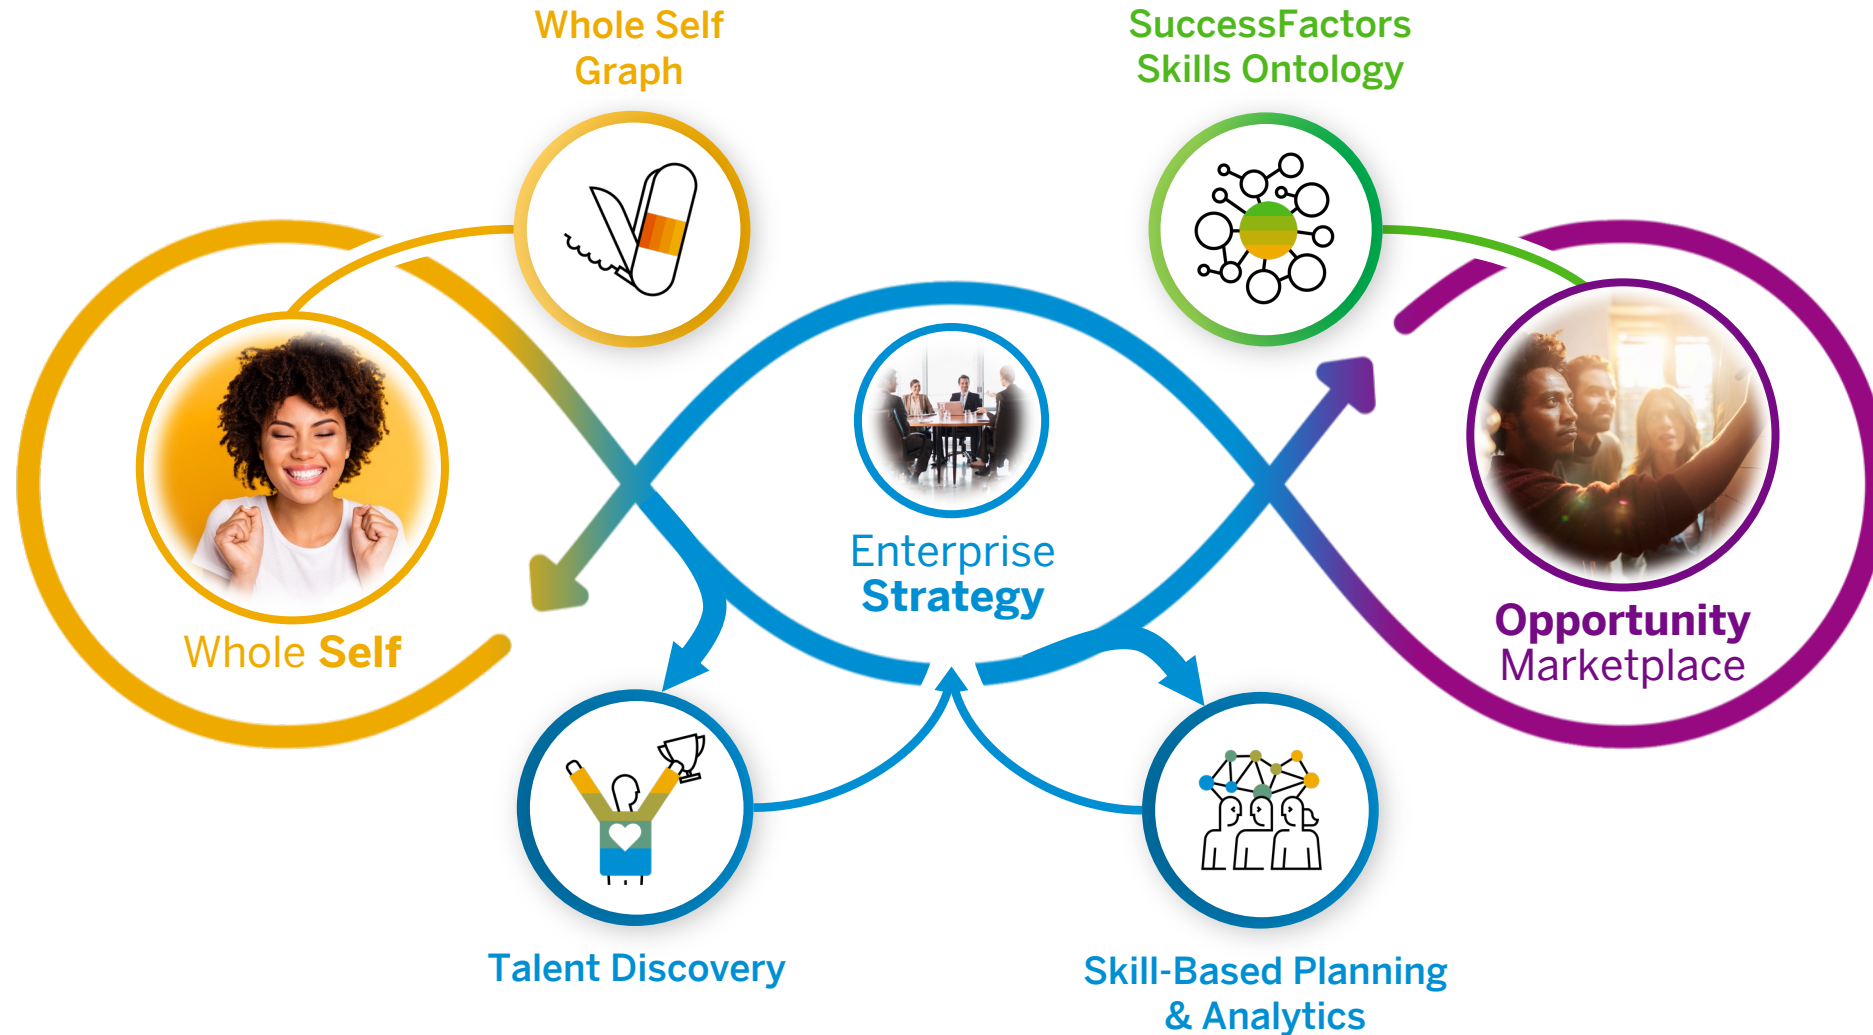 Whole Self
Graph
SuccessFactors
Skills Ontology
Enterprise
Strategy
Whole Self
Opportunity
Marketplace
Talent Discovery
Skill-Based Planning
& Analytics